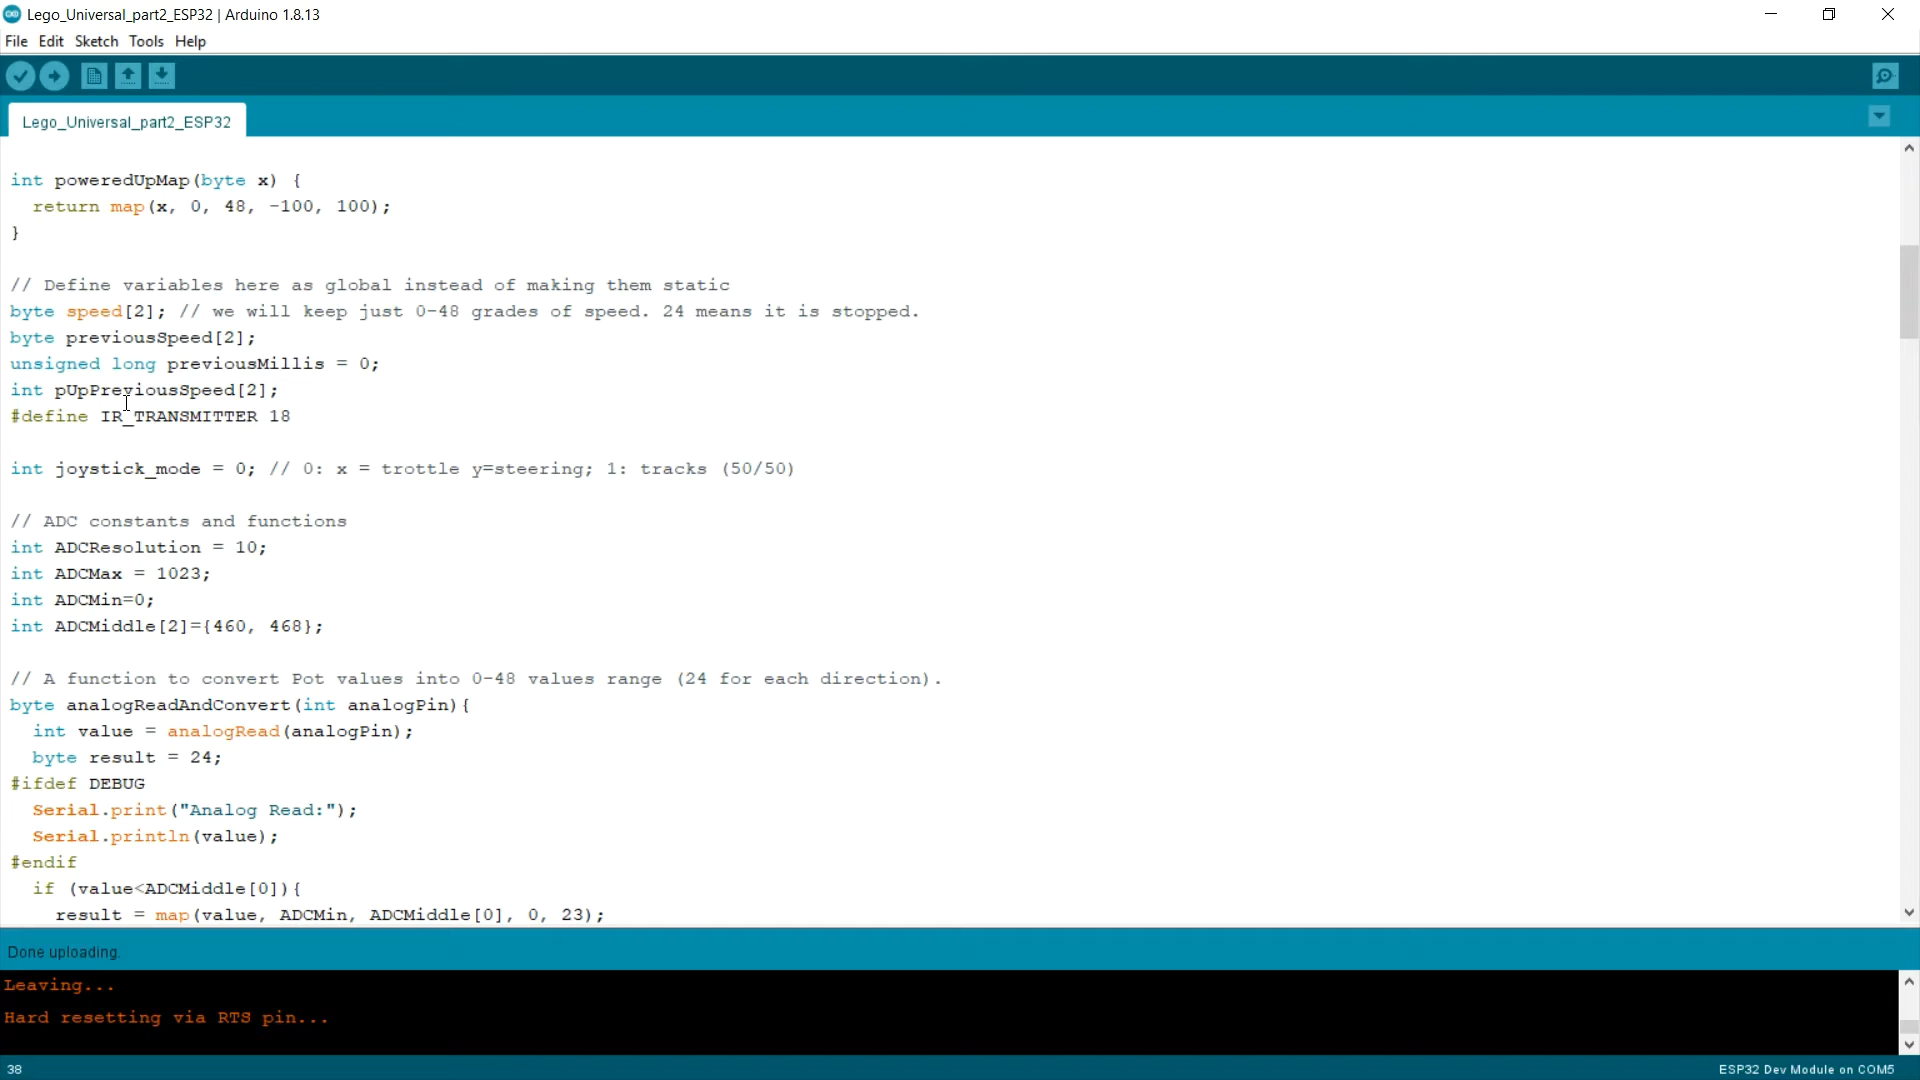 Lego_Universal_part2_ESP32 | Arduino 1.8.13
File Edit Sketch Tools Help
Lego_Universal_part2_ESP32
int poweredUpMap(byte x) {
  return map(x, 0, 48, -100, 100);
}
// Define variables here as global instead of making them static
byte speed[2]; // we will keep just 0-48 grades of speed. 24 means it is stopped.
byte previousSpeed[2];
unsigned long previousMillis = 0;
int pUpPreviousSpeed[2];
#define IR_TRANSMITTER 18
int joystick_mode = 0; // 0: x = trottle y=steering; 1: tracks (50/50)
// ADC constants and functions
int ADCResolution = 10;
int ADCMax = 1023;
int ADCMin=0;
int ADCMiddle[2]={460, 468};
// A function to convert Pot values into 0-48 values range (24 for each direction).
byte analogReadAndConvert(int analogPin){
  int value = analogRead(analogPin);
  byte result = 24;
#ifdef DEBUG
  Serial.print("Analog Read:");
  Serial.println(value);
#endif
  if (value<ADCMiddle[0]){
    result = map(value, ADCMin, ADCMiddle[0], 0, 23);
Done uploading.
Leaving...
Hard resetting via RTS pin...
38 ESP32 Dev Module on COM5